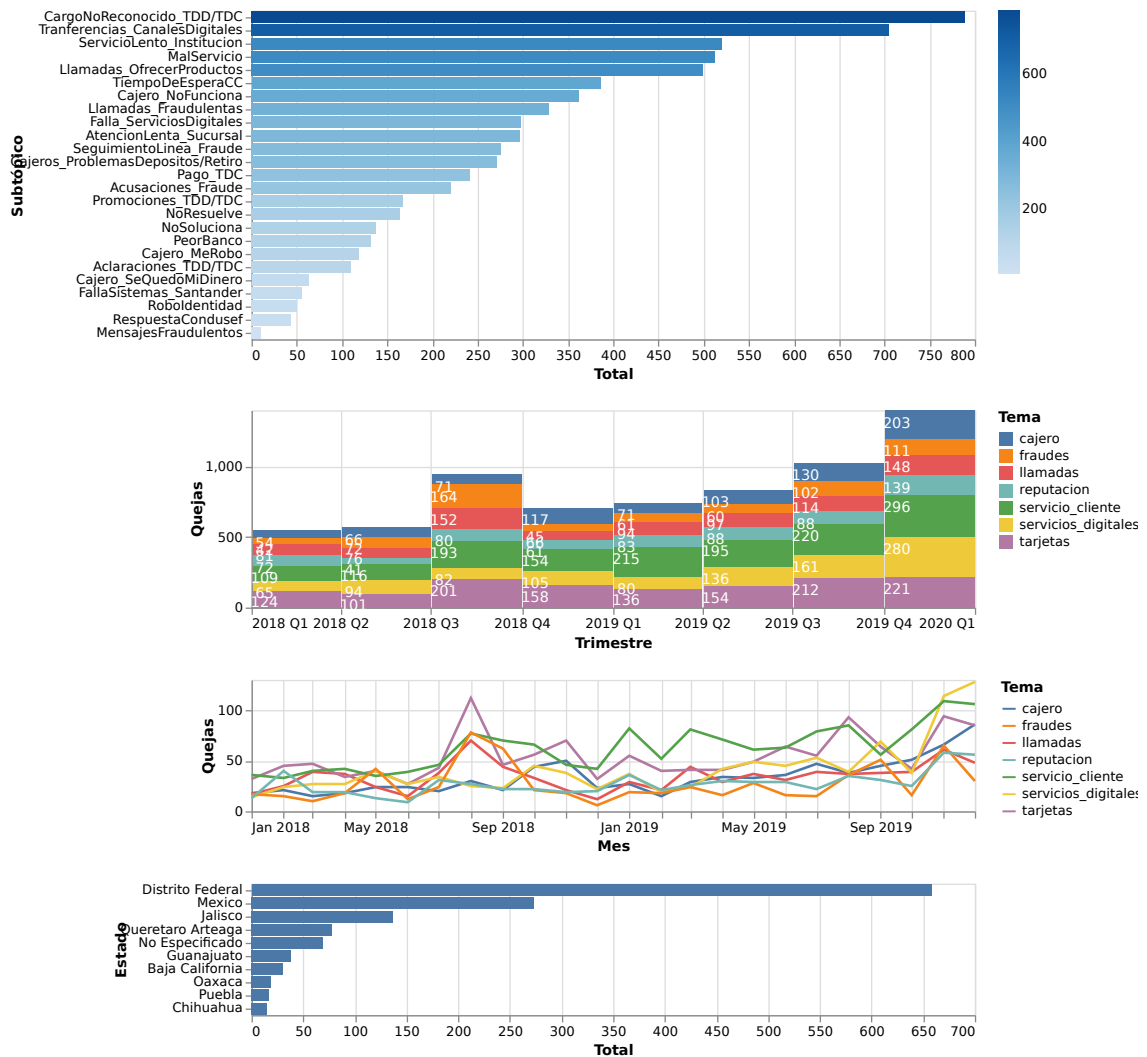 CargoNoReconocido_TDD/TDC
Tranferencias_CanalesDigitales
ServicioLento_Institucion
MalServicio
Llamadas_OfrecerProductos
TiempoDeEsperaCC
Cajero_NoFunciona
Llamadas_Fraudulentas
Falla_ServiciosDigitales
AtencionLenta_Sucursal
SeguimientoLinea_Fraude
Cajeros_ProblemasDepositos/Retiro
Pago_TDC
Acusaciones_Fraude
Promociones_TDD/TDC
NoResuelve
NoSoluciona
PeorBanco
Cajero_MeRobo
Aclaraciones_TDD/TDC
Cajero_SeQuedoMiDinero
FallaSistemas_Santander
RoboIdentidad
RespuestaCondusef
MensajesFraudulentos
Subtópico
0 50 100 150 200 250 300 350 400 450 500 550 600 650 700 750 800
Total
600
400
200
Quejas
1,000
500
0
54
81
72
109
65
124
66
72
76
41
116
94
101
71
164
152
80
193
82
201
117
45
66
61
154
105
158
71
61
94
83
215
80
136
103
60
97
88
195
136
154
130
102
114
88
220
161
212
203
111
148
139
296
280
221
2018 Q1 2018 Q2 2018 Q3 2018 Q4 2019 Q1 2019 Q2 2019 Q3 2019 Q4 2020 Q1
Trimestre
Tema
cajero
fraudes
llamadas
reputacion
servicio_cliente
servicios_digitales
tarjetas
Quejas
100
50
0
Jan 2018 May 2018 Sep 2018 Jan 2019 May 2019 Sep 2019
Mes
Tema
cajero
fraudes
llamadas
reputacion
servicio_cliente
servicios_digitales
tarjetas
Estado
Distrito Federal
Mexico
Jalisco
Queretaro Arteaga
No Especificado
Guanajuato
Baja California
Oaxaca
Puebla
Chihuahua
0 50 100 150 200 250 300 350 400 450 500 550 600 650 700
Total